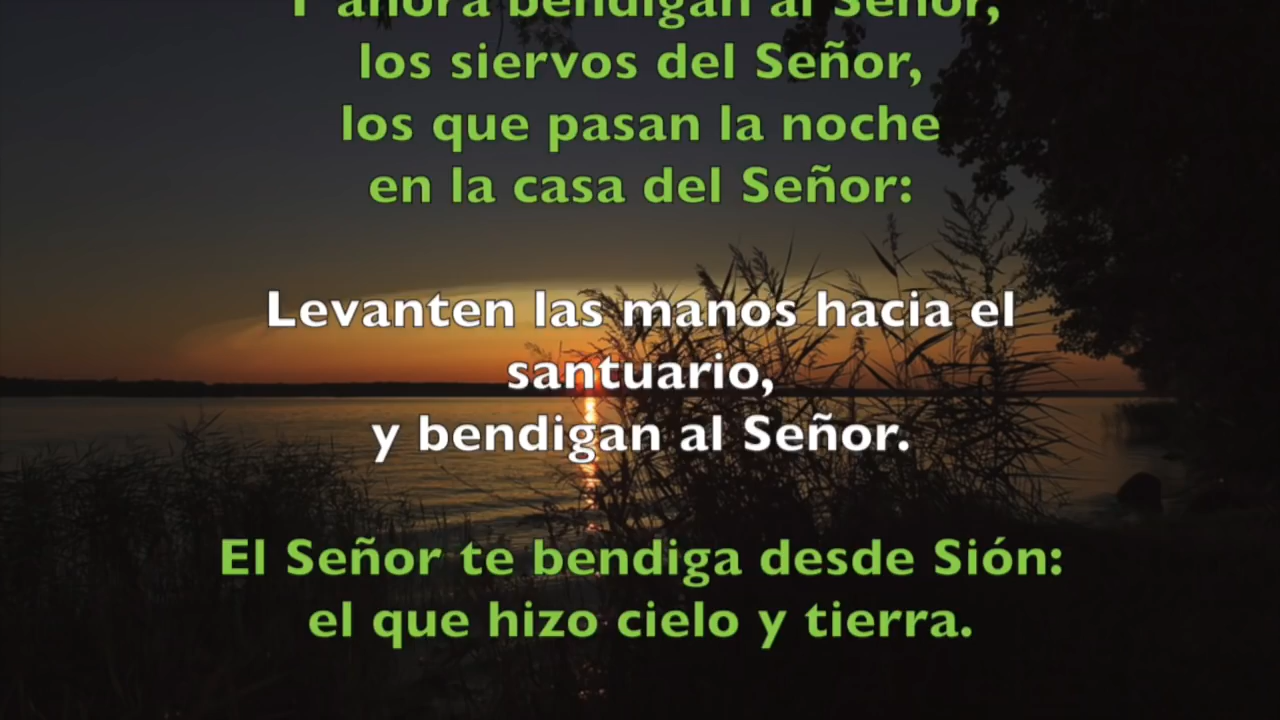 Y ahora bendigan al Señor,
los siervos del Señor,
los que pasan la noche
en la casa del Señor:
Levanten las manos hacia el
santuario,
y bendigan al Señor.
El Señor te bendiga desde Sión:
el que hizo cielo y tierra.